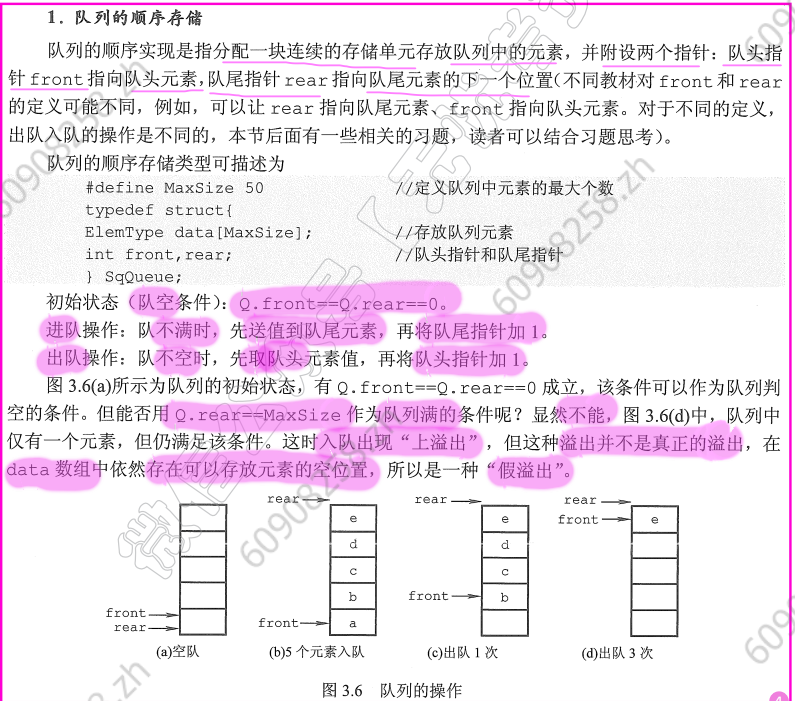 1. 队列的顺序存储
队列的顺序实现是指分配一块连续的存储单元存放队列中的元素，并附设两个指针：队头指
针 front 指向队头元素，队尾指针 rear 指向队尾元素的下一个位置（不同教材对 front 和 rear
的定义可能不同，例如，可以让 rear 指向队尾元素、front 指向队头元素。对于不同的定义，
出队入队的操作是不同的，本节后面有一些相关的习题，读者可以结合习题思考）。
队列的顺序存储类型可描述为
#define MaxSize 50 //定义队列中元素的最大个数
typedef struct{
ElemType data[MaxSize]; //存放队列元素
int front,rear; //队头指针和队尾指针
} SqQueue;
初始状态（队空条件）：Q.front==Q.rear==0。
进队操作：队不满时，先送值到队尾元素，再将队尾指针加 1。
出队操作：队不空时，先取队头元素值，再将队头指针加 1。
图 3.6(a)所示为队列的初始状态，有 Q.front==Q.rear==0 成立，该条件可以作为队列判
空的条件。但能否用 Q.rear==MaxSize 作为队列满的条件呢？显然不能，图 3.6(d)中，队列中
仅有一个元素，但仍满足该条件。这时入队出现“上溢出”，但这种溢出并不是真正的溢出，在
data 数组中依然存在可以存放元素的空位置，所以是一种“假溢出”。
front
rear
(a)空队
rear
e
d
c
b
front a
(b)5 个元素入队
rear
e
d
c
front b
(c)出队 1 次
rear
front e
(d)出队 3 次
图 3.6 队列的操作
60908258.zh